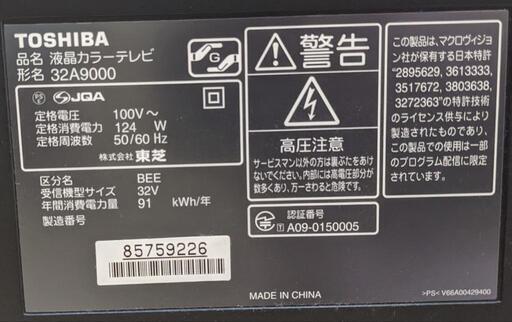 TOSHIBA
品名 液晶カラーテレビ
形名 32A9000
PS E JQA
定格電圧 100V～
定格消費電力 124 W
定格周波数 50/60 Hz
株式会社 東芝
区分名 BEE
受信機型サイズ 32V
年間消費電力量 91 kWh/年
製造番号
85759226
G
警告
高圧注意
サービスマン以外の方は裏ぶたをあけないでください。内部には高電圧部分が数多くあり、万一さわると危険です。
認証番号
T A09-0150005
MADE IN CHINA
この製品は、マクロヴィジョン社が保有する日本特許
"2895629, 3613333,
3517672, 3803638,
3272363"の特許技術
のライセンス供与により
製造されております。
この製品での使用は一部
のプログラム配信に限定
されています。
>PS< V66A00429400